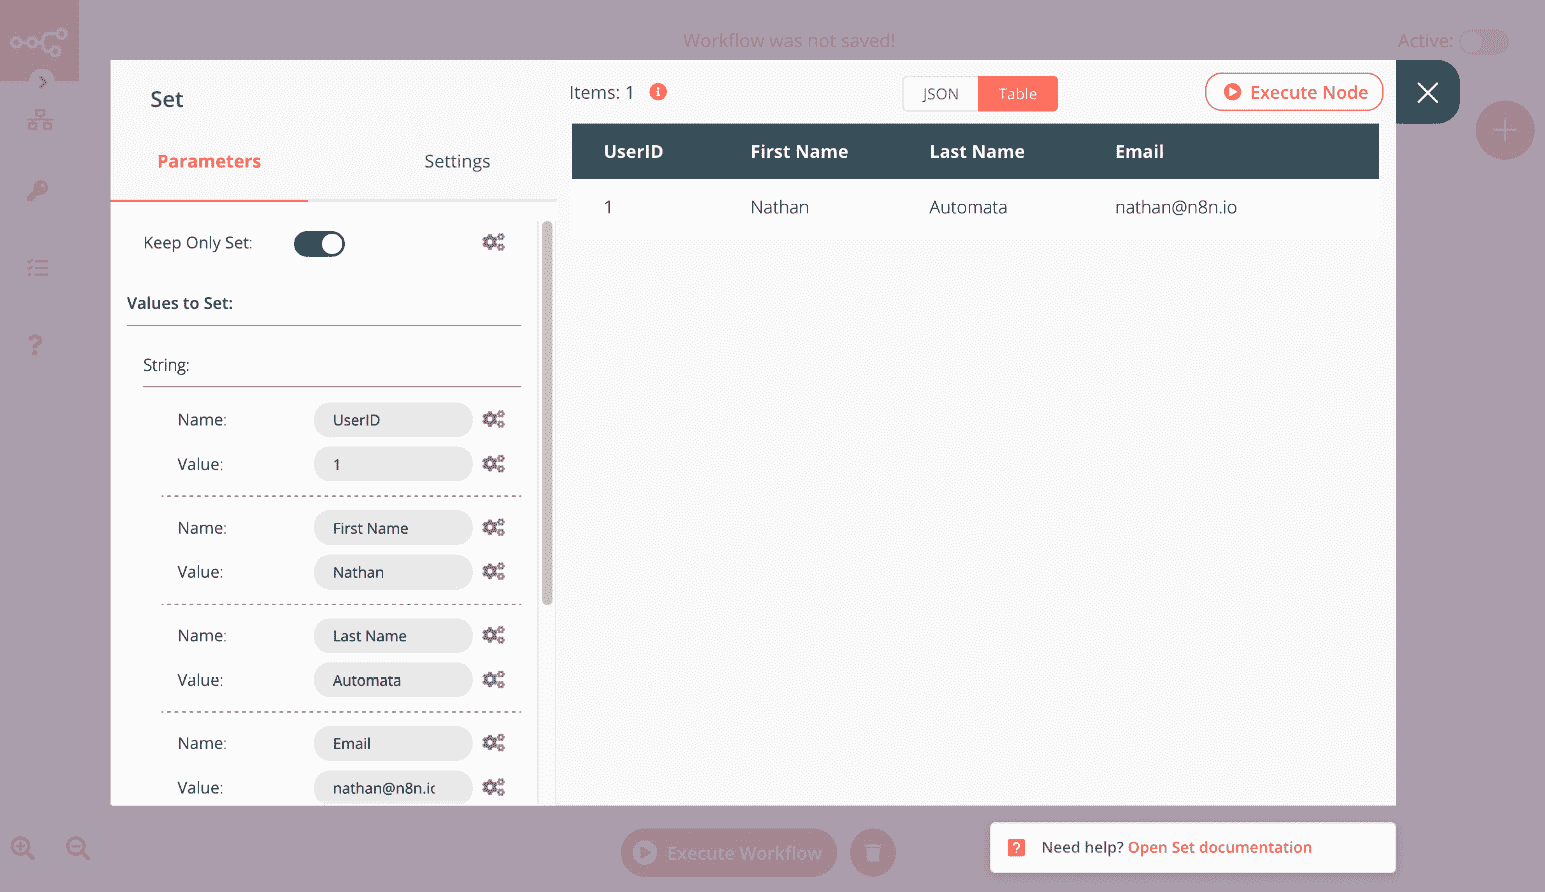 Workflow was not saved!
Active:
Set
Parameters
Settings
Keep Only Set:
Values to Set:
String:
Name: UserID
Value: 1
Name: First Name
Value: Nathan
Name: Last Name
Value: Automata
Name: Email
Value: nathan@n8n.io
Items: 1
JSON
Table
Execute Node
UserID First Name Last Name Email
1 Nathan Automata nathan@n8n.io
Execute Workflow
Need help? Open Set documentation